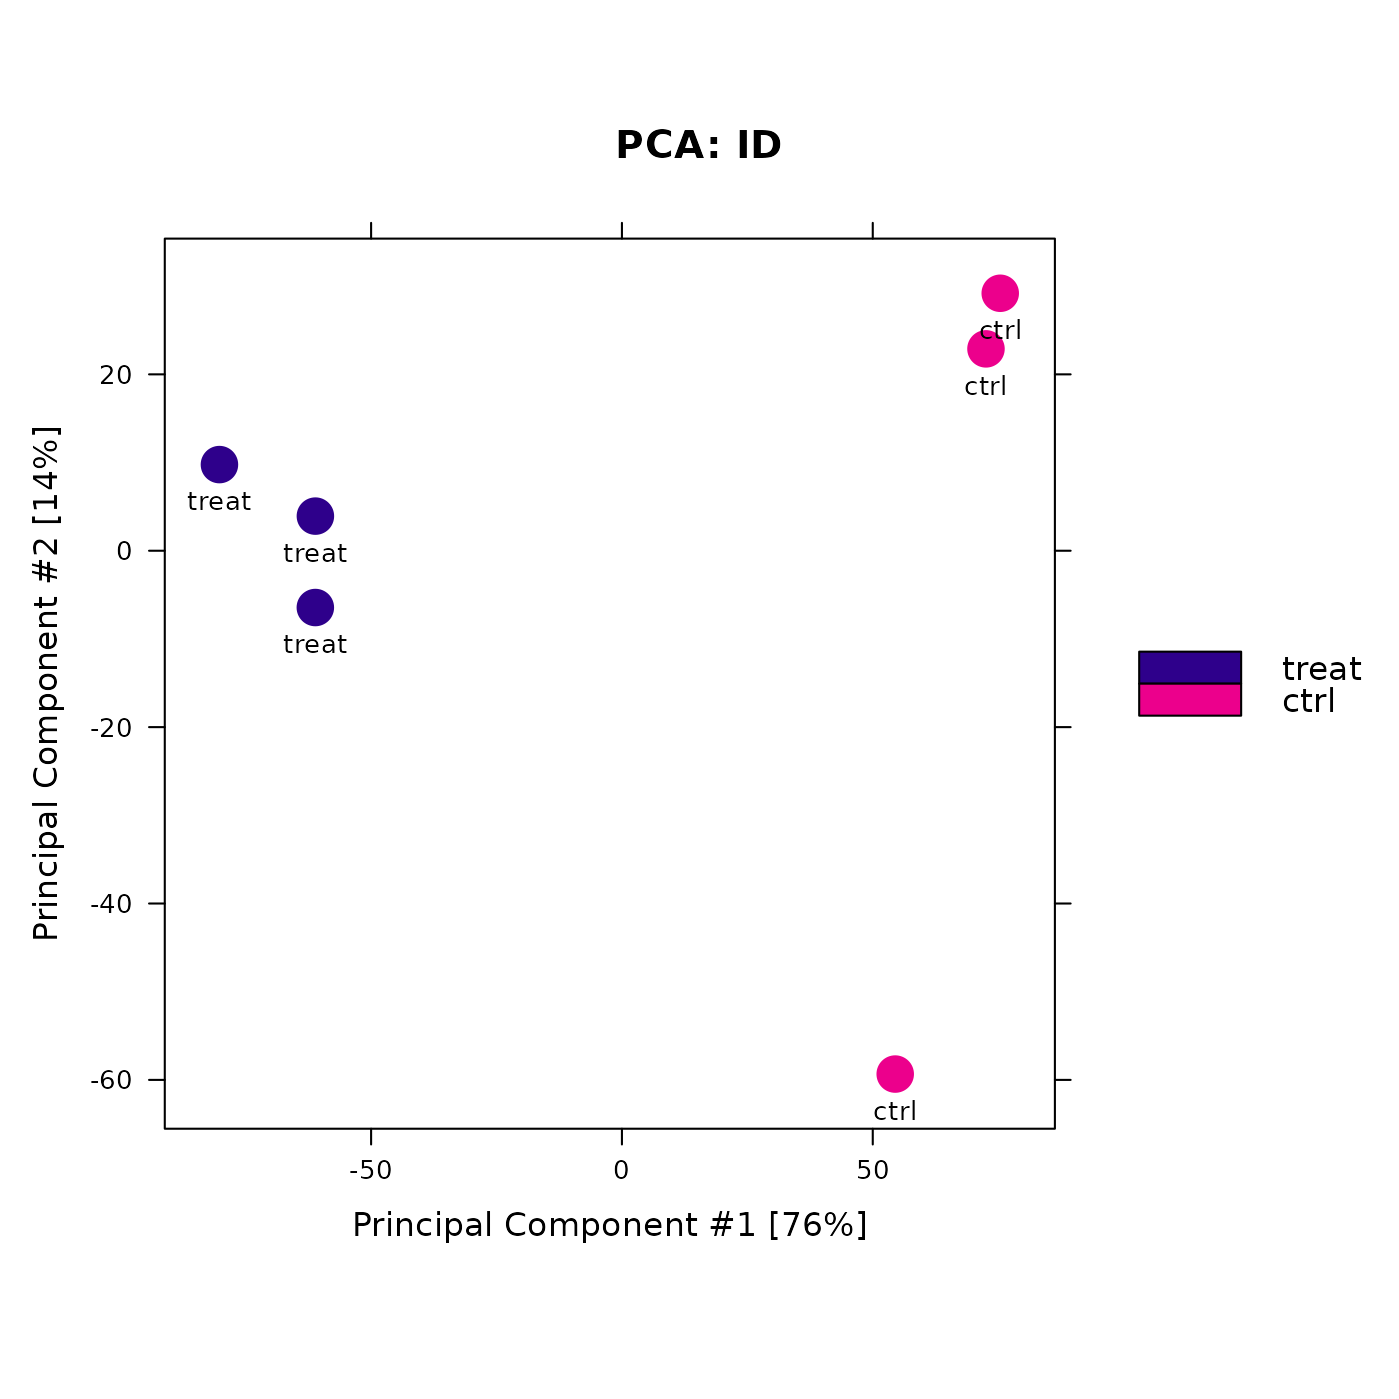 PCA: ID
ctrl
ctrl
20
treat
treat
0
treat
-20
-40
-60
ctrl
Principal Component #2 [14%]
-50
0
50
Principal Component #1 [76%]
treat
ctrl